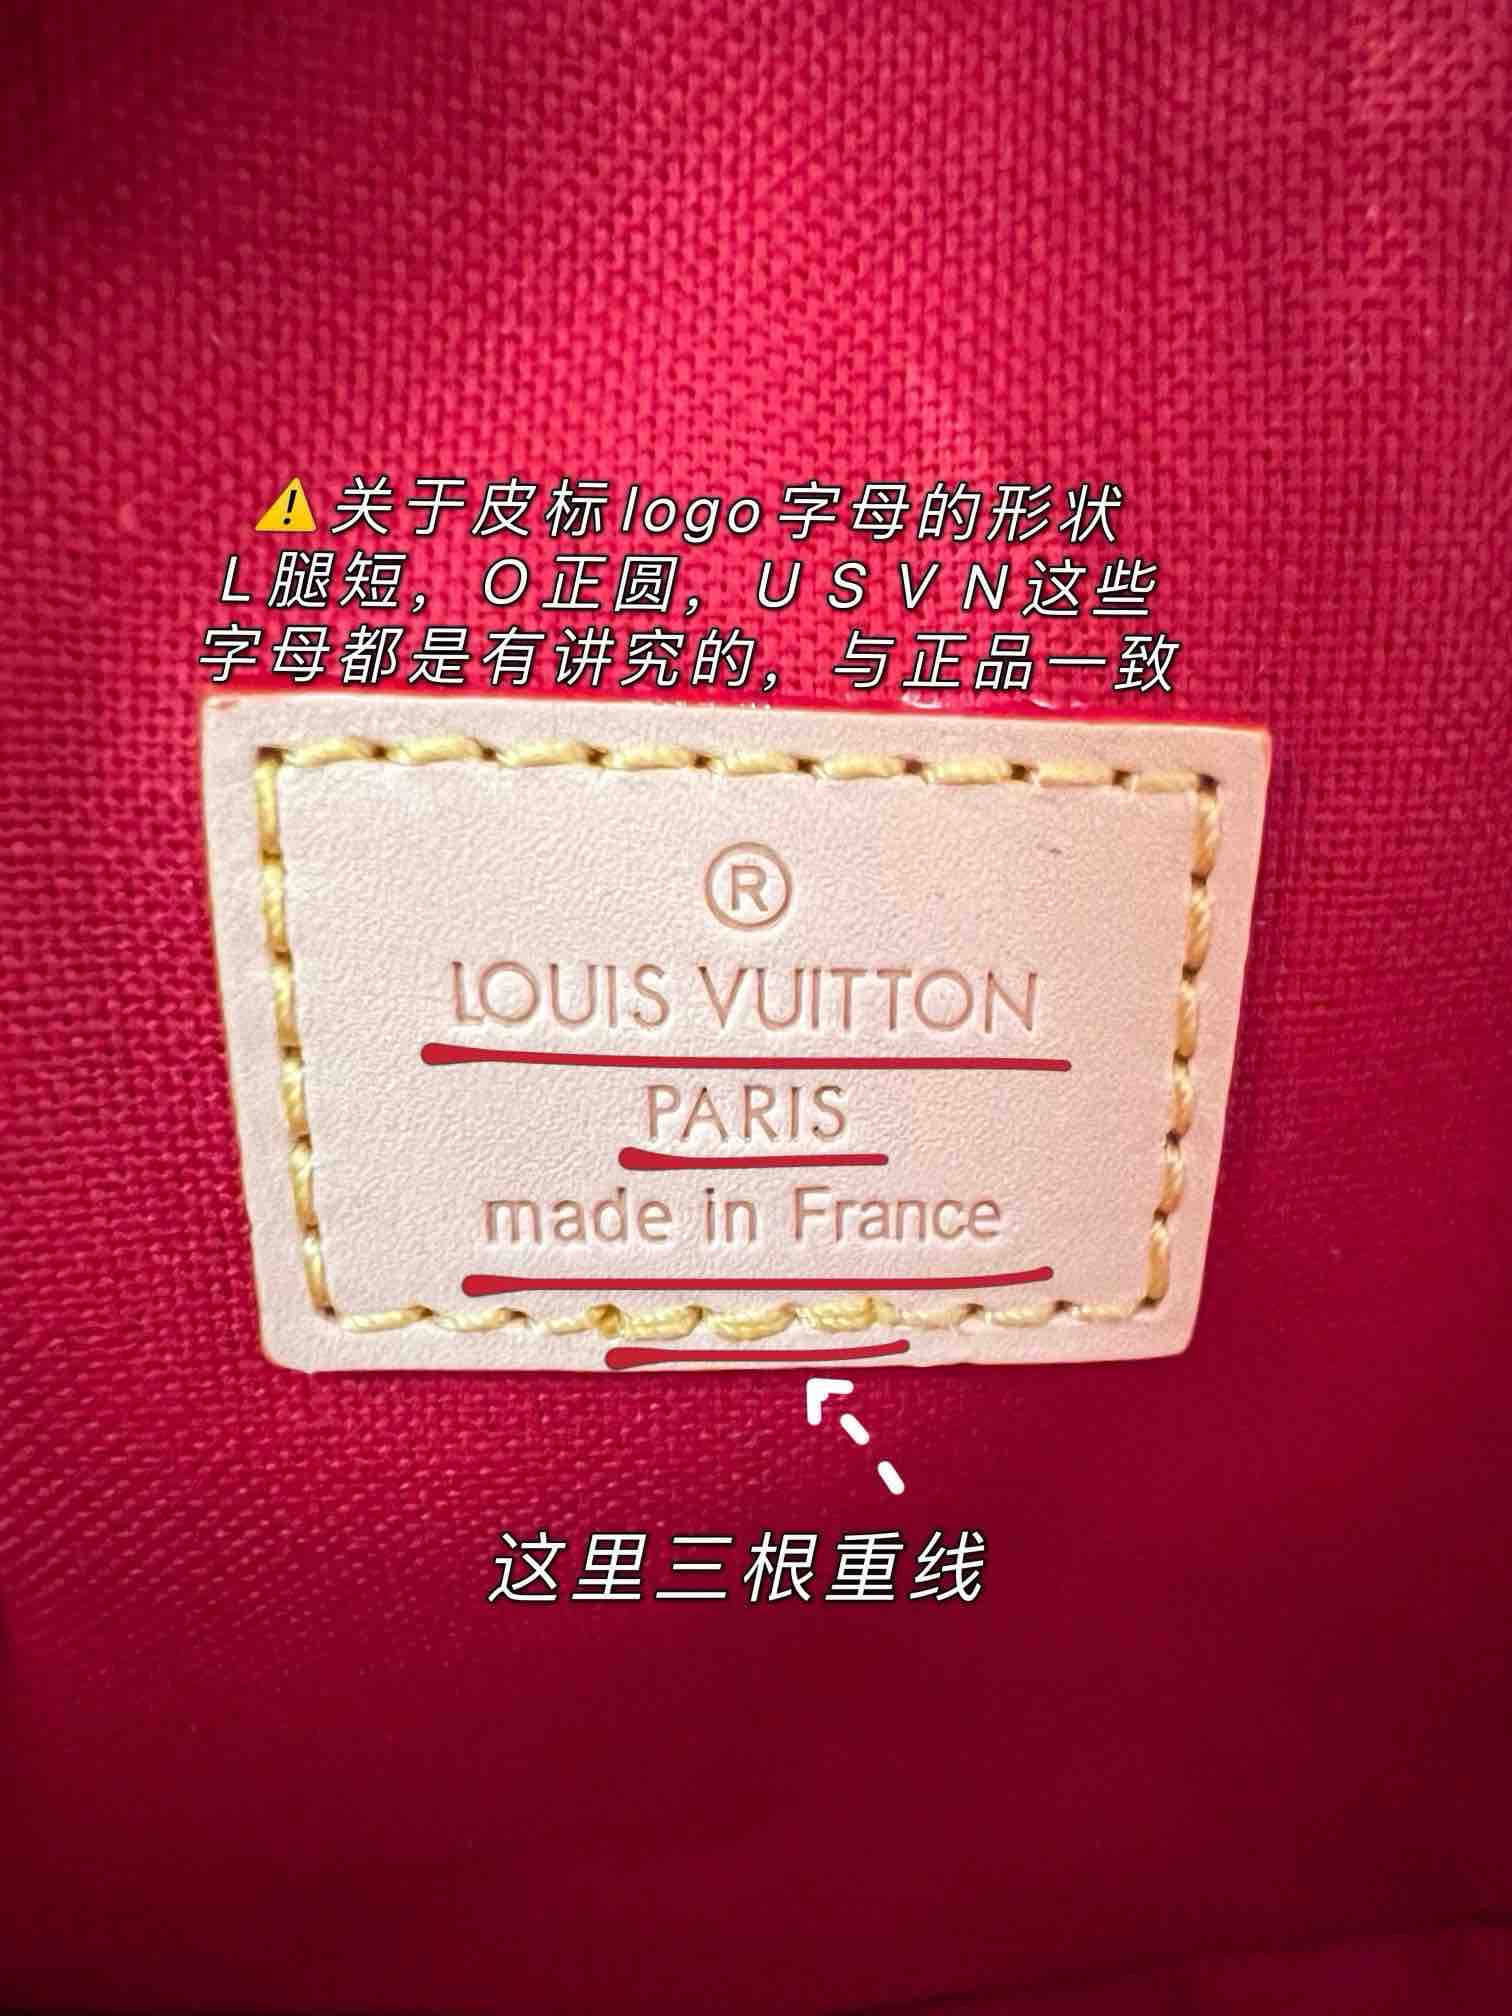 ⚠️关于皮标logo字母的形状
L腿短，O正圆，U S V N这些
字母都是有讲究的，与正品一致
®
LOUIS VUITTON
PARIS
made in France
这里三根重线